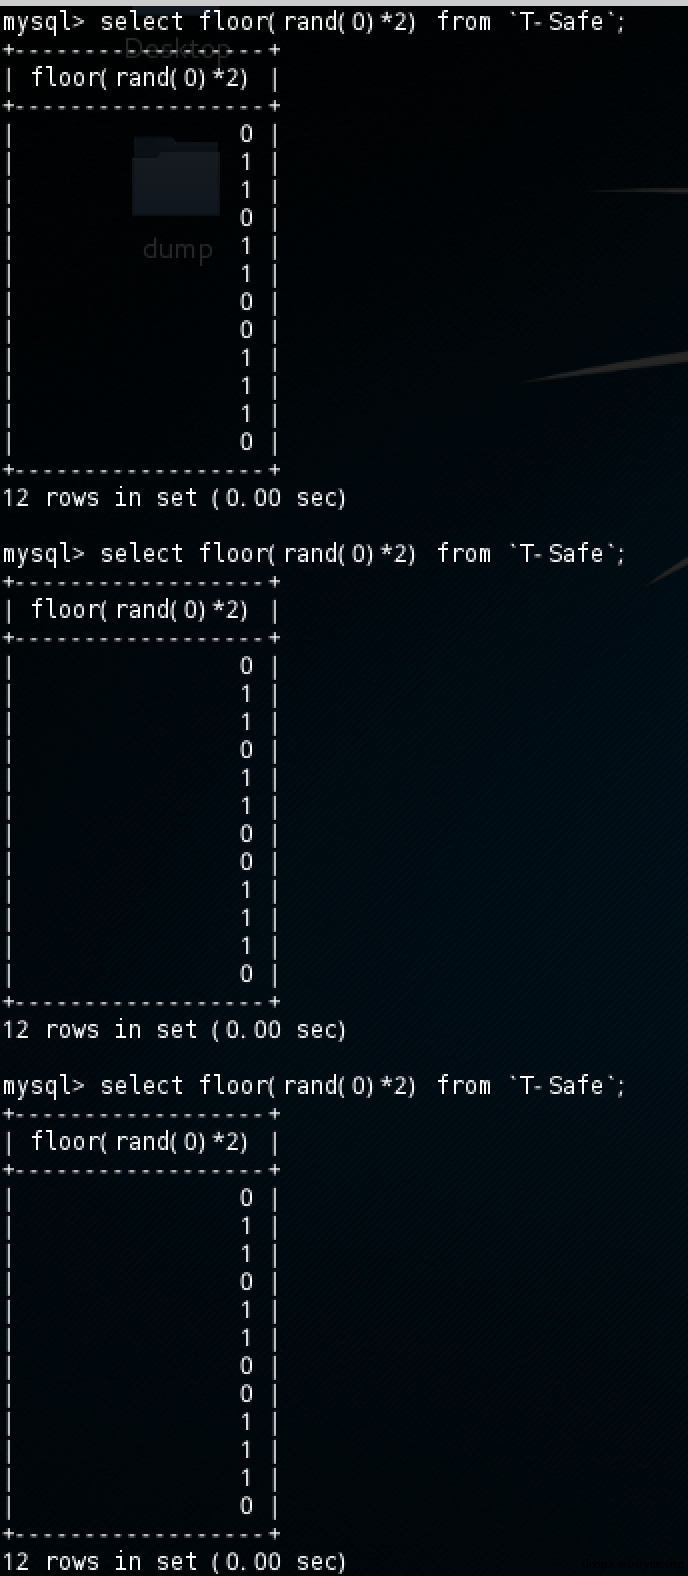 mysql> select floor(rand(0)*2) from `T-Safe`;
Desktop
+------------------+
| floor(rand(0)*2) |
+------------------+
| 0 |
| 1 |
| 1 |
| 0 |
dump
| 1 |
| 1 |
| 0 |
| 0 |
| 1 |
| 1 |
| 1 |
| 0 |
+------------------+
12 rows in set (0.00 sec)
mysql> select floor(rand(0)*2) from `T-Safe`;
+------------------+
| floor(rand(0)*2) |
+------------------+
| 0 |
| 1 |
| 1 |
| 0 |
| 1 |
| 1 |
| 0 |
| 0 |
| 1 |
| 1 |
| 1 |
| 0 |
+------------------+
12 rows in set (0.00 sec)
mysql> select floor(rand(0)*2) from `T-Safe`;
+------------------+
| floor(rand(0)*2) |
+------------------+
| 0 |
| 1 |
| 1 |
| 0 |
| 1 |
| 1 |
| 0 |
| 0 |
| 1 |
| 1 |
| 1 |
| 0 |
+------------------+
12 rows in set (0.00 sec)